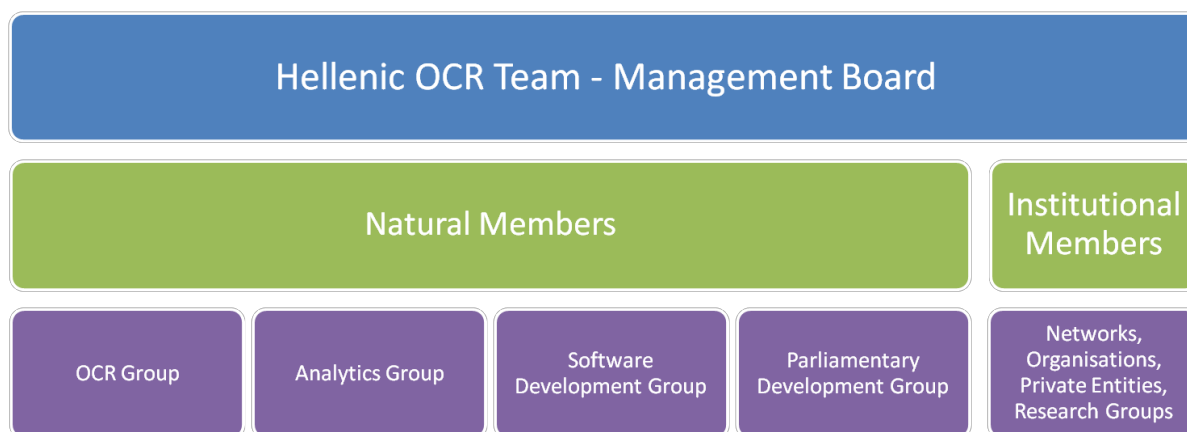 Hellenic OCR Team - Management Board
Natural Members
Institutional
Members
OCR Group
Analytics Group
Software
Development Group
Parliamentary
Development Group
Networks,
Organisations,
Private Entities,
Research Groups